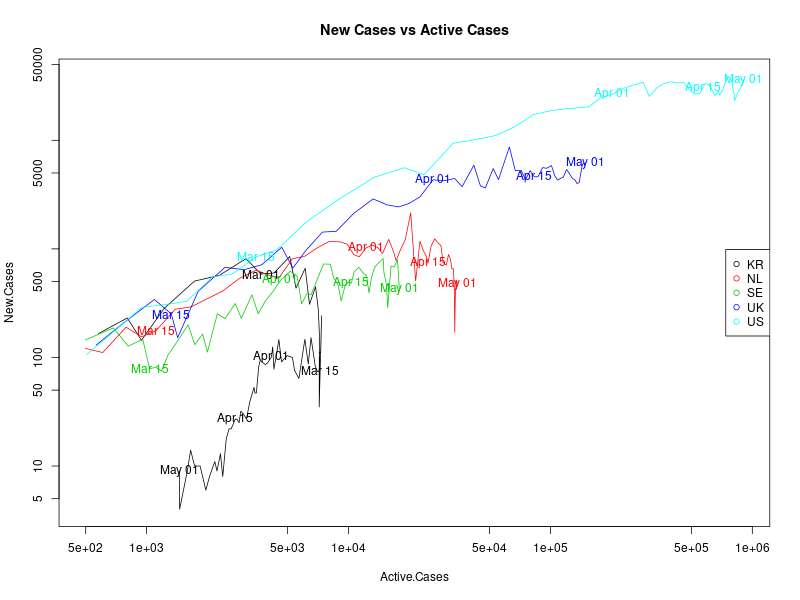 New Cases vs Active Cases
50000
5000
500
100
50
10
5
New.Cases
May 01
Apr 15
Apr 01
May 01
Apr 15
Apr 01
Mar 15
Mar 01
Apr 01
Apr 15
May 01
Apr 01
Apr 15
May 01
Mar 15
Mar 15
Mar 15
Apr 01
Mar 15
Apr 15
May 01
KR
NL
SE
UK
US
5e+02
1e+03
5e+03
1e+04
5e+04
1e+05
5e+05
1e+06
Active.Cases